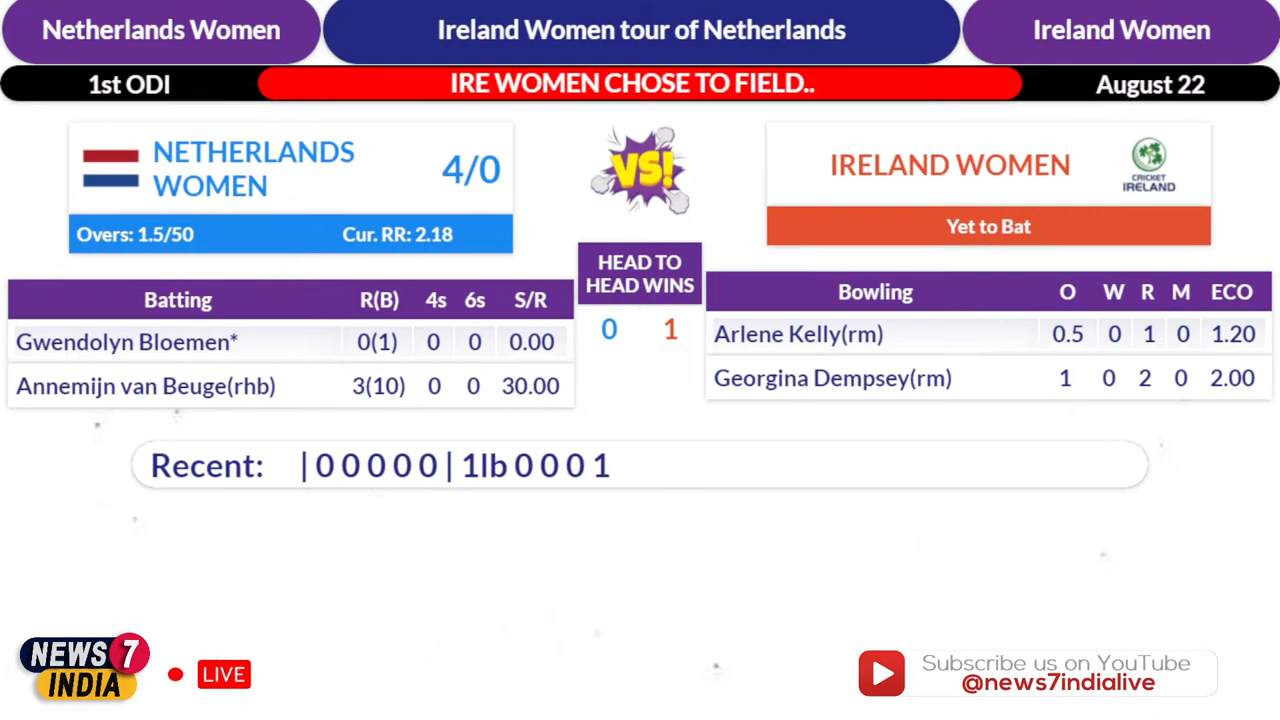 Netherlands Women
Ireland Women tour of Netherlands
Ireland Women
1st ODI
IRE WOMEN CHOSE TO FIELD..
August 22
NETHERLANDS
WOMEN
4/0
Overs: 1.5/50
Cur. RR: 2.18
VS!
IRELAND WOMEN
CRICKET
IRELAND
Yet to Bat
HEAD TO
HEAD WINS
0 1
Batting R(B) 4s 6s S/R
Gwendolyn Bloemen* 0(1) 0 0 0.00
Annemijn van Beuge(rhb) 3(10) 0 0 30.00
Bowling O W R M ECO
Arlene Kelly(rm) 0.5 0 1 0 1.20
Georgina Dempsey(rm) 1 0 2 0 2.00
Recent: | 0 0 0 0 0 | 1lb 0 0 0 1
NEWS 7
INDIA
LIVE
Subscribe us on YouTube
@news7indialive